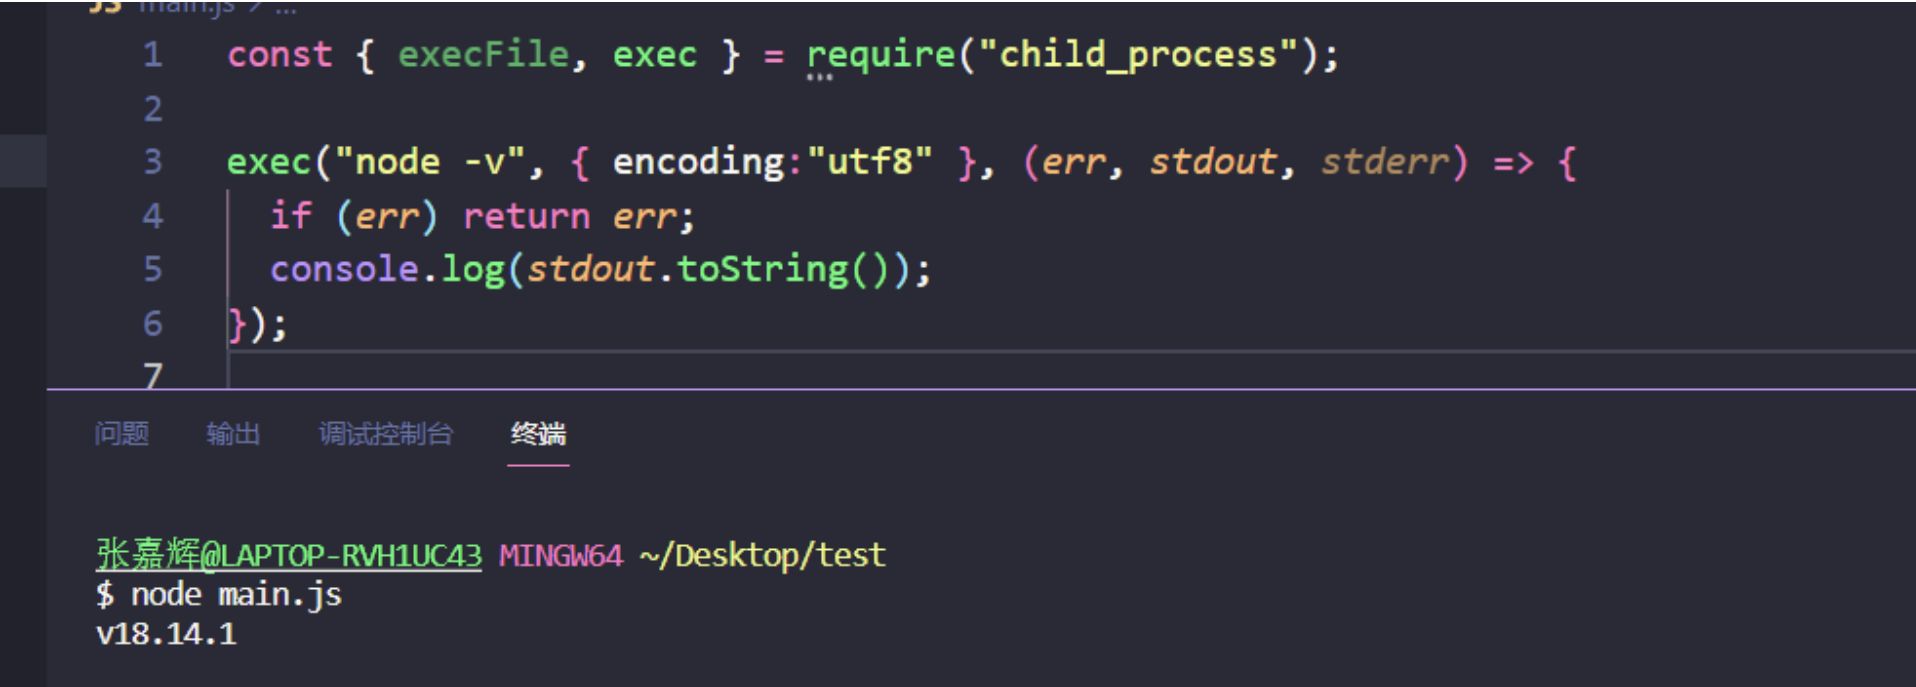 JS main.js > ...
1 const { execFile, exec } = require("child_process");
2
3 exec("node -v", { encoding:"utf8" }, (err, stdout, stderr) => {
4 if (err) return err;
5 console.log(stdout.toString());
6 });
7
问题 输出 调试控制台 终端
张嘉辉@LAPTOP-RVH1UC43 MINGW64 ~/Desktop/test
$ node main.js
v18.14.1